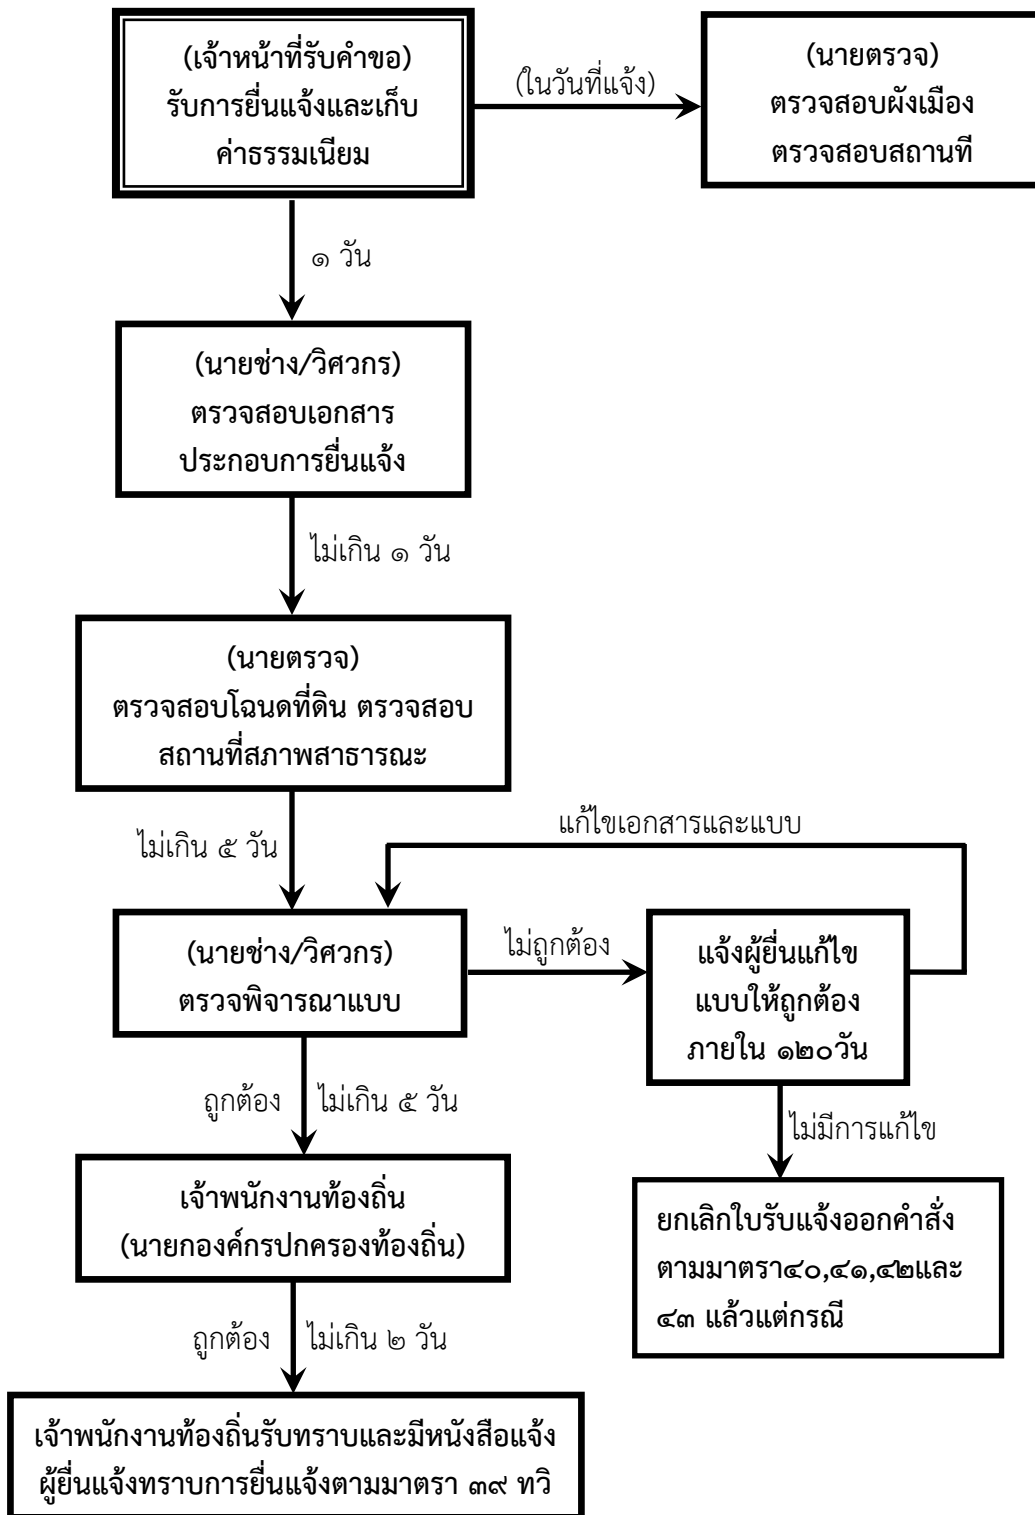 (เจ้าหน้าที่รับคำขอ)
รับการยื่นแจ้งและเก็บ
ค่าธรรมเนียม
(ในวันที่แจ้ง)
(นายตรวจ)
ตรวจสอบผังเมือง
ตรวจสอบสถานที
๑ วัน
(นายช่าง/วิศวกร)
ตรวจสอบเอกสาร
ประกอบการยื่นแจ้ง
ไม่เกิน ๑ วัน
(นายตรวจ)
ตรวจสอบโฉนดที่ดิน ตรวจสอบ
สถานที่สภาพสาธารณะ
ไม่เกิน ๕ วัน
แก้ไขเอกสารและแบบ
(นายช่าง/วิศวกร)
ตรวจพิจารณาแบบ
ไม่ถูกต้อง
แจ้งผู้ยื่นแก้ไข
แบบให้ถูกต้อง
ภายใน ๑๒๐วัน
ถูกต้อง ไม่เกิน ๕ วัน
ไม่มีการแก้ไข
เจ้าพนักงานท้องถิ่น
(นายกองค์กรปกครองท้องถิ่น)
ยกเลิกใบรับแจ้งออกคำสั่ง
ตามมาตรา๔๐,๔๑,๔๒และ
๔๓ แล้วแต่กรณี
ถูกต้อง ไม่เกิน ๒ วัน
เจ้าพนักงานท้องถิ่นรับทราบและมีหนังสือแจ้ง
ผู้ยื่นแจ้งทราบการยื่นแจ้งตามมาตรา ๓๙ ทวิ